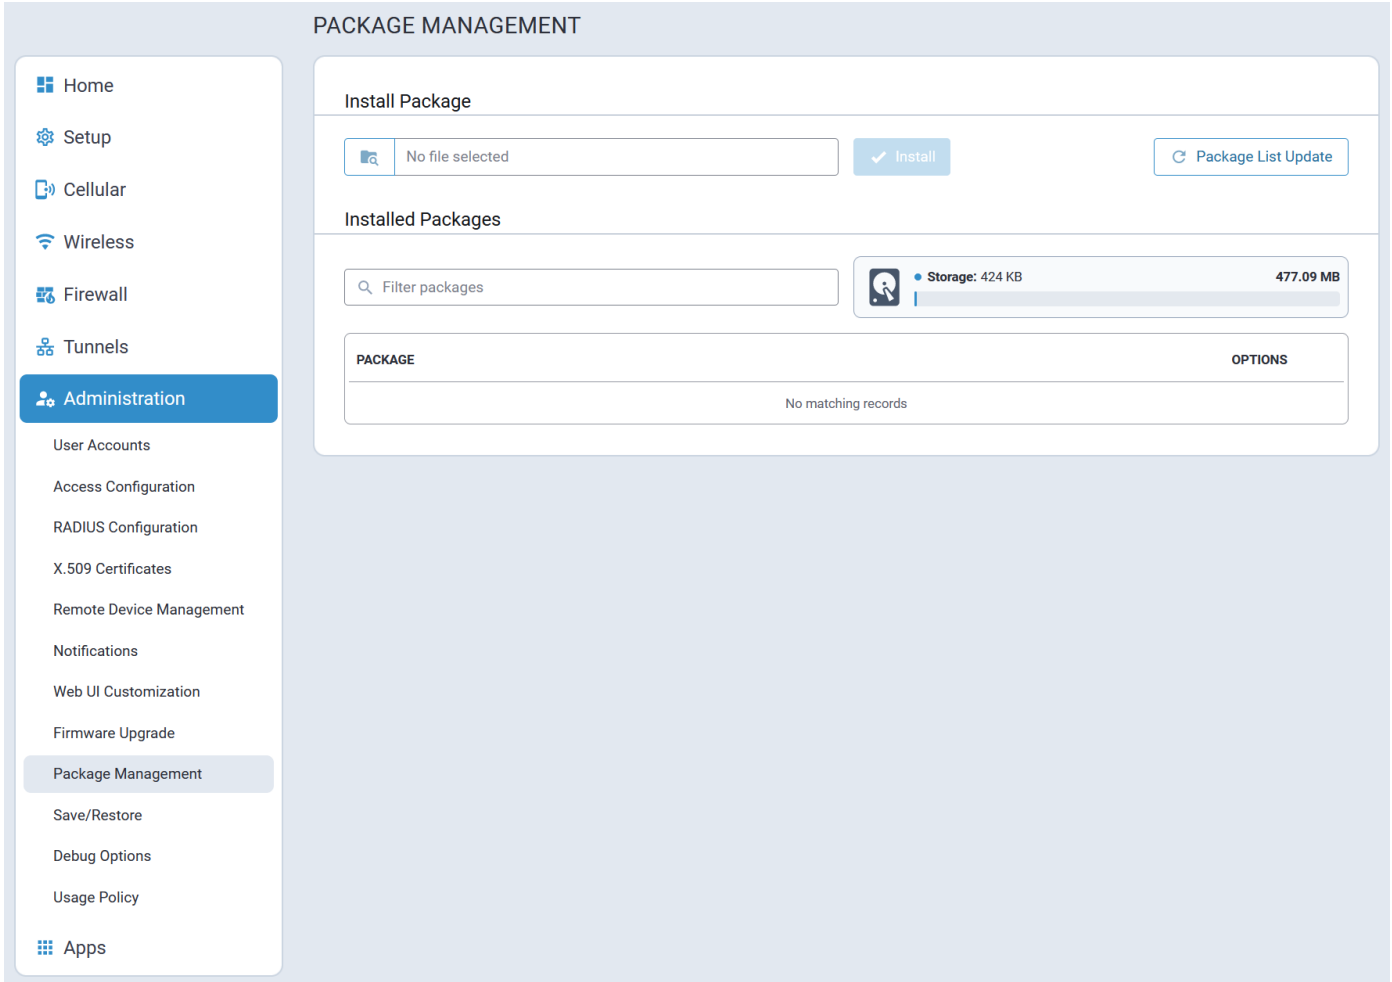 PACKAGE MANAGEMENT
Home
Setup
Cellular
Wireless
Firewall
Tunnels
Administration
User Accounts
Access Configuration
RADIUS Configuration
X.509 Certificates
Remote Device Management
Notifications
Web UI Customization
Firmware Upgrade
Package Management
Save/Restore
Debug Options
Usage Policy
Apps
Install Package
No file selected
Install
Package List Update
Installed Packages
Filter packages
Storage: 424 KB 477.09 MB
PACKAGE OPTIONS
No matching records